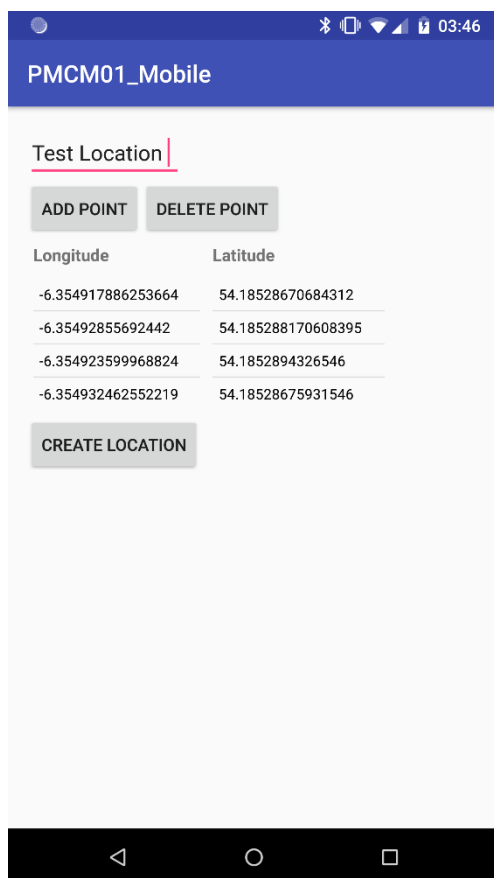 03:46
PMCM01_Mobile
Test Location
ADD POINT DELETE POINT
Longitude Latitude
-6.354917886253664 54.18528670684312
-6.35492855692442 54.185288170608395
-6.354923599968824 54.1852894326546
-6.354932462552219 54.18528675931546
CREATE LOCATION